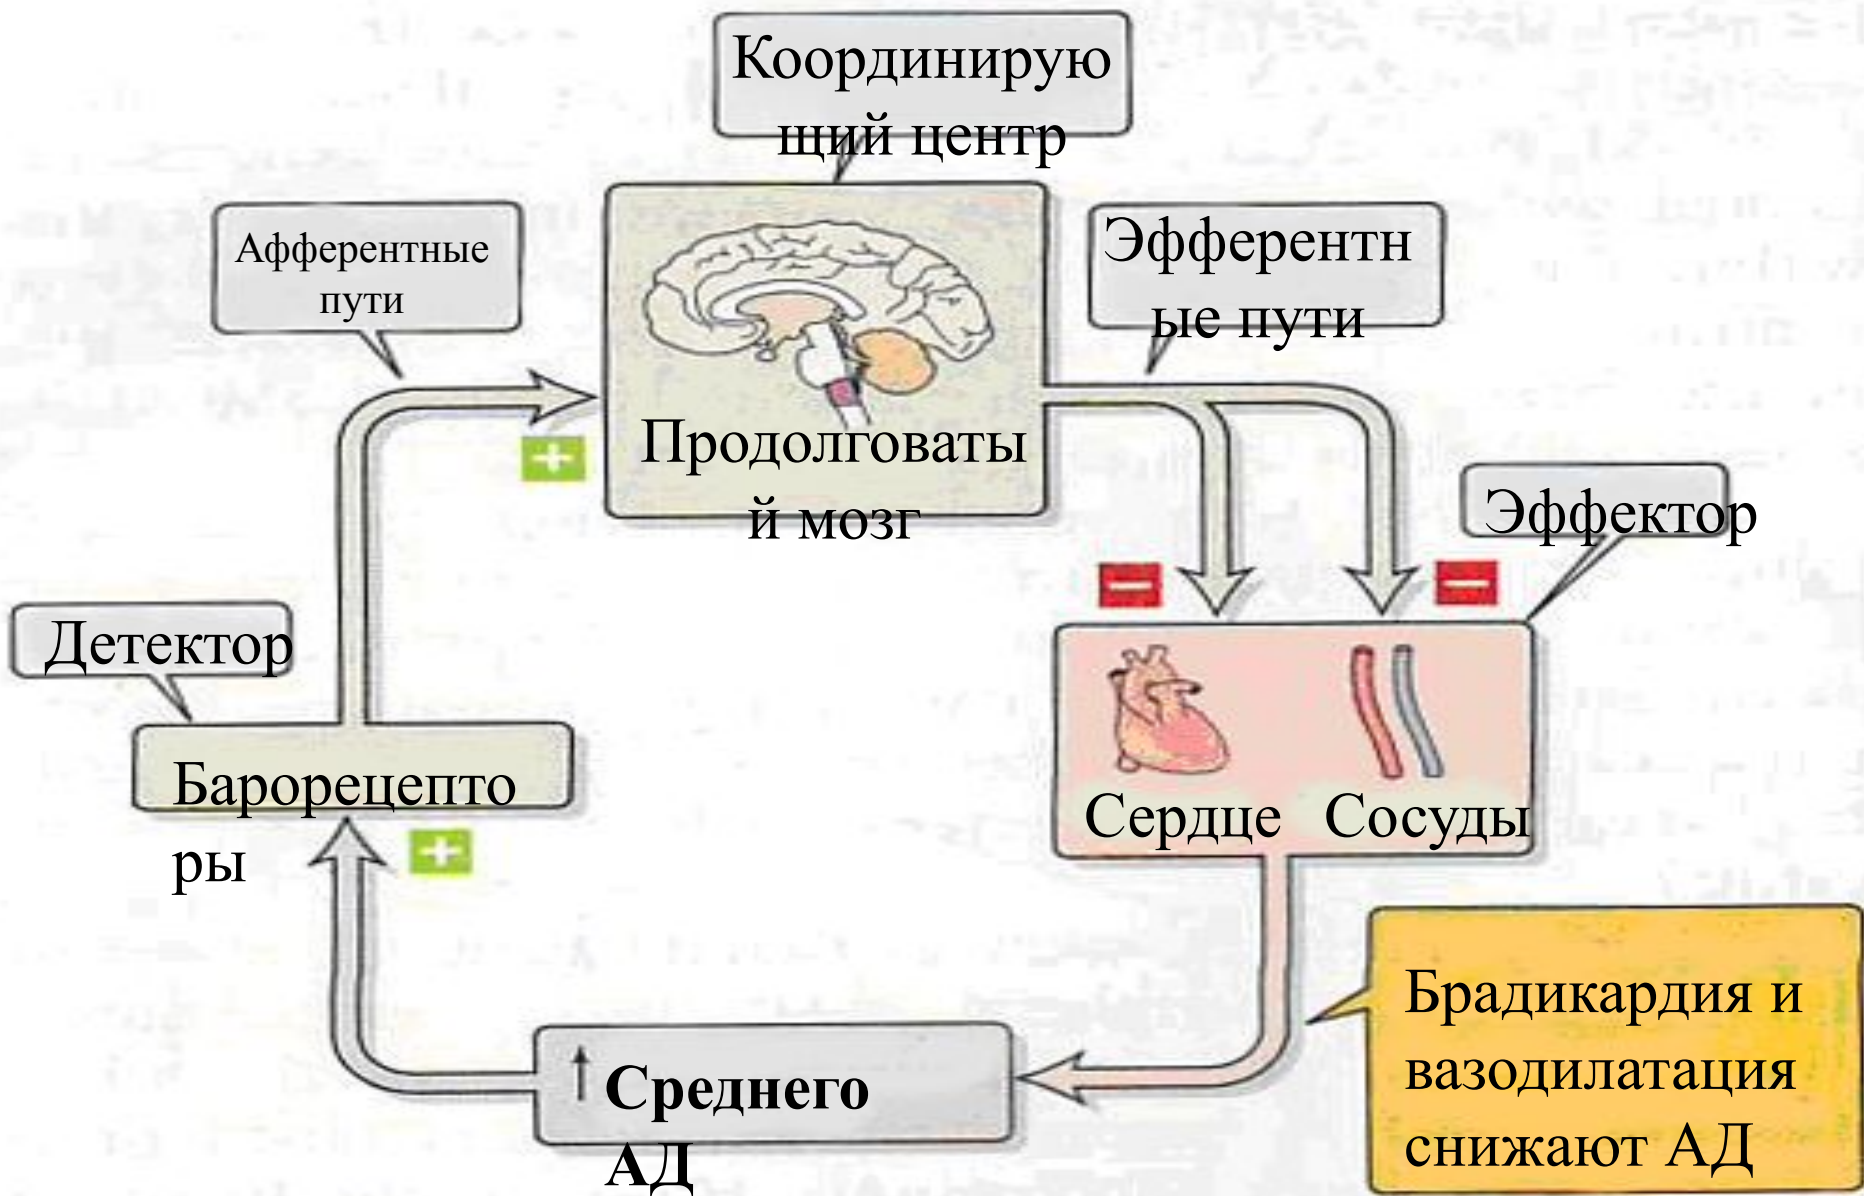 Координирую
щий центр
Афферентные
пути
Эфферентн
ые пути
Продолговаты
й мозг
+
Эффектор
−
−
Детектор
Барорецепто
ры
+
Сердце
Сосуды
Брадикардия и
вазодилатация
снижают АД
↑ Среднего
АД